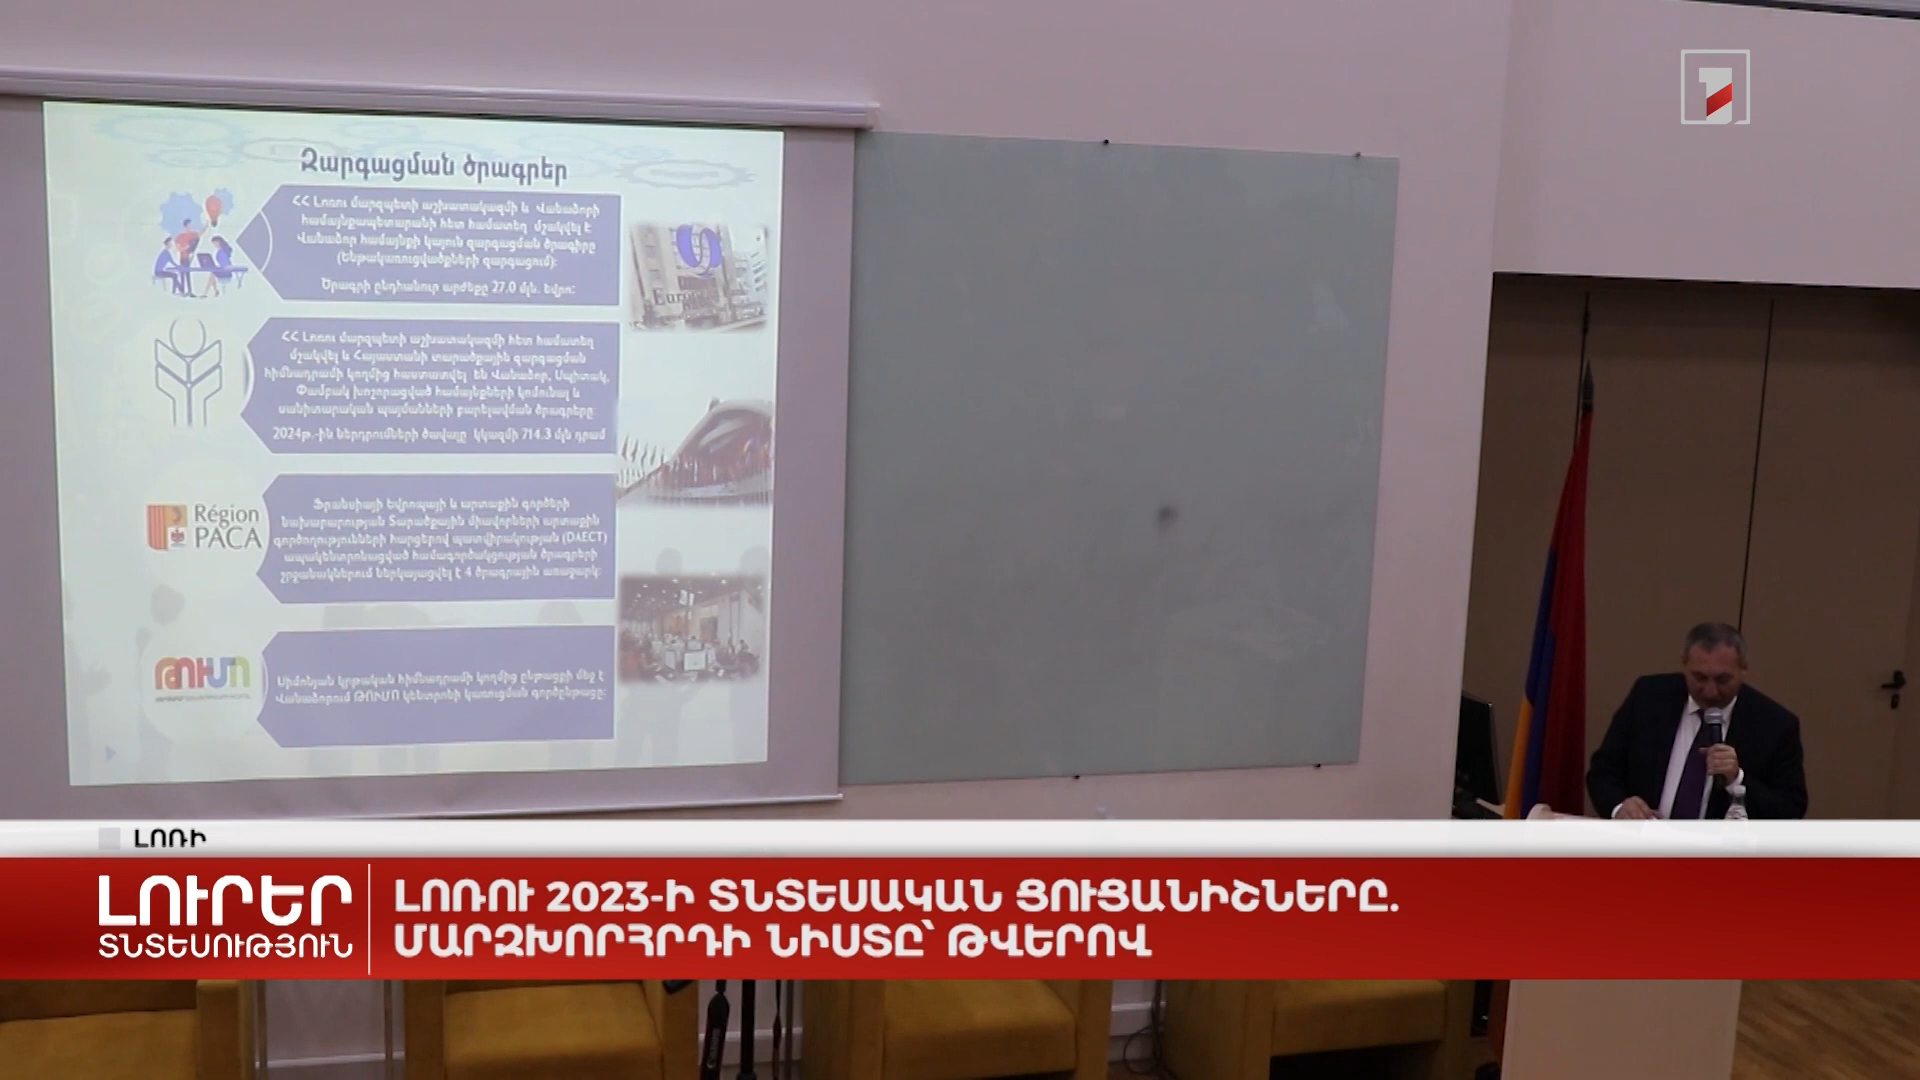 Զարգացման ծրագրեր
ՀՀ Լոռու մարզպետի աշխատակազմի և Վանաձորի
համայնքապետարանի հետ համատեղ մշակվել է
Վանաձոր համայնքի կայուն զարգացման ծրագիրը
(Ենթակառուցվածքների զարգացում):
Ծրագրի ընդհանուր արժեքը 27.0 մլն. եվրո:
ՀՀ Լոռու մարզպետի աշխատակազմի հետ համատեղ
մշակվել և Հայաստանի տարածքային զարգացման
հիմնադրամի կողմից հաստատվել են Վանաձոր, Սպիտակ,
Փամբակ խոշորացված համայնքների կոմունալ և
սանիտարական պայմանների բարելավման ծրագրերը:
2024թ.-ին ներդրումների ծավալը կկազմի 714.3 մլն դրամ
Région
PACA
Ֆրանսիայի Եվրոպայի և արտաքին գործերի
նախարարության Տարածքային միավորների արտաքին
գործողությունների հարցերով պատվիրակության (DAECT)
ապակենտրոնացված համագործակցության ծրագրերի
շրջանակներում ներկայացվել է 4 ծրագրային առաջարկ:
ԹՈՒՄՈ
Սիմոնյան կրթական հիմնադրամի կողմից ընթացքի մեջ է
Վանաձորում ԹՈՒՄՈ կենտրոնի կառուցման գործընթացը:
1
ԼՈՌԻ
ԼՈՒՐԵՐ
ՏՆՏԵՍՈՒԹՅՈՒՆ
ԼՈՌՈՒ 2023-Ի ՏՆՏԵՍԱԿԱՆ ՑՈՒՑԱՆԻՇՆԵՐԸ.
ՄԱՐԶԽՈՐՀՐԴԻ ՆԻՍՏԸ՝ ԹՎԵՐՈՎ